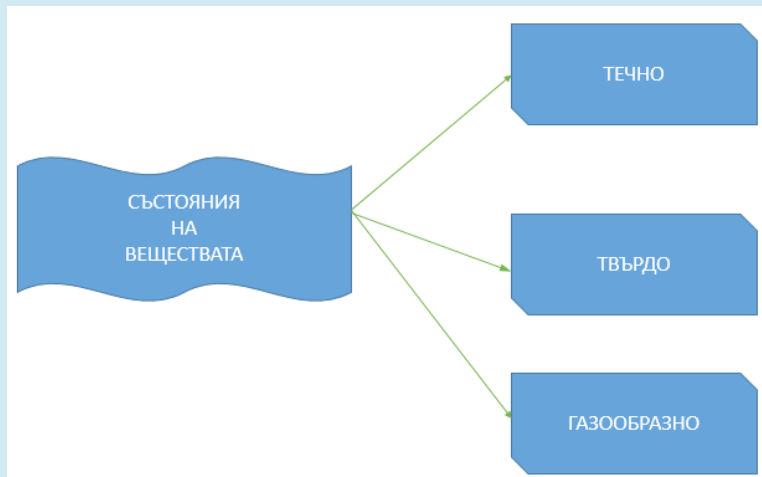 СЪСТОЯНИЯ
НА
ВЕЩЕСТВАТА
ТЕЧНО
ТВЪРДО
ГАЗООБРАЗНО